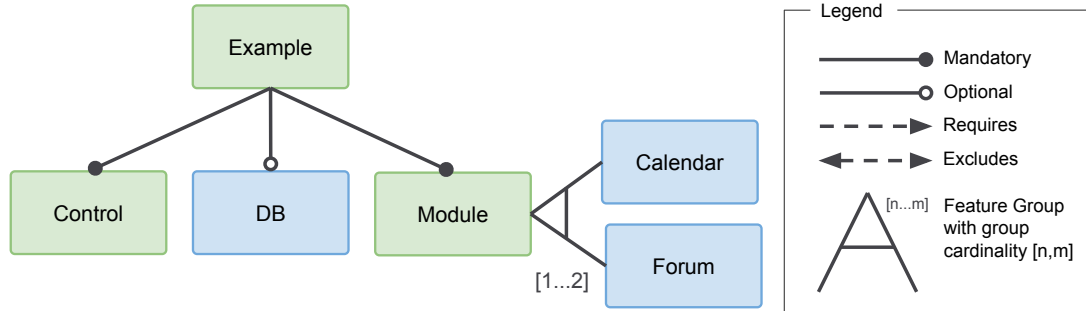 Example
Control
DB
Module
Calendar
Forum
[1...2]
Legend
Mandatory
Optional
Requires
Excludes
[n...m]
Feature Group
with group
cardinality [n,m]